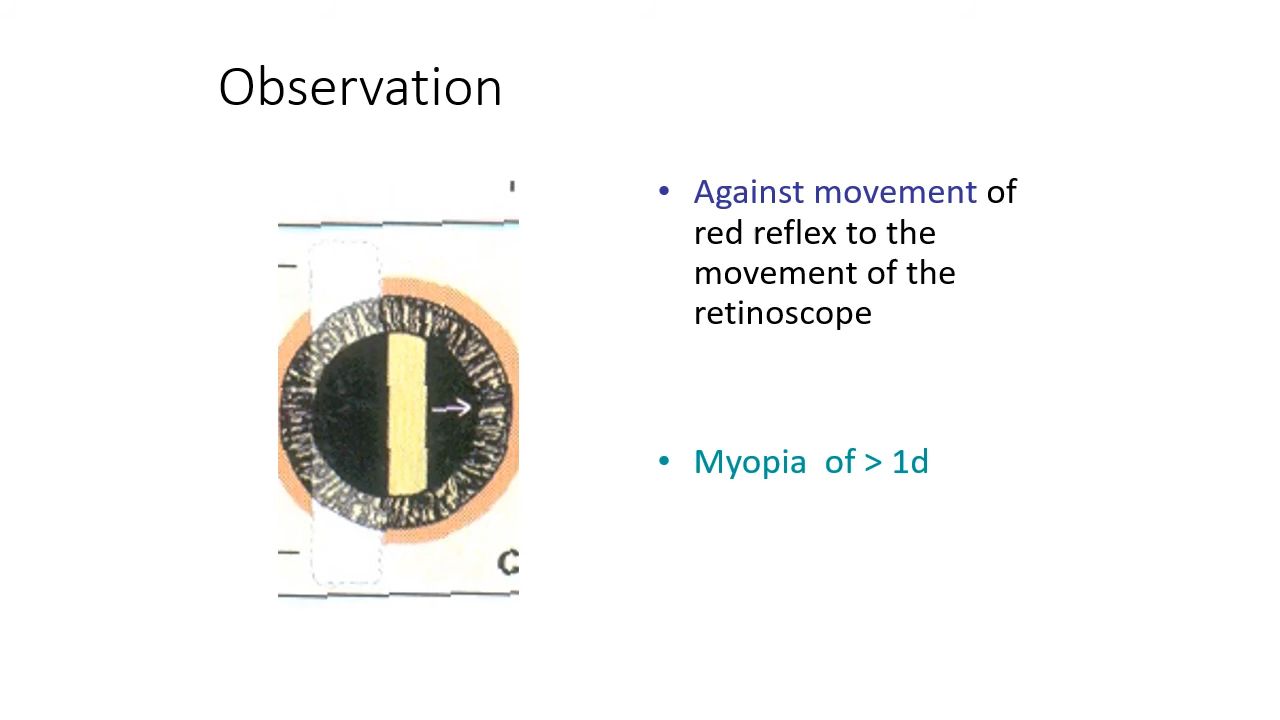 Observation
• Against movement of
red reflex to the
movement of the
retinoscope
• Myopia  of > 1d
C